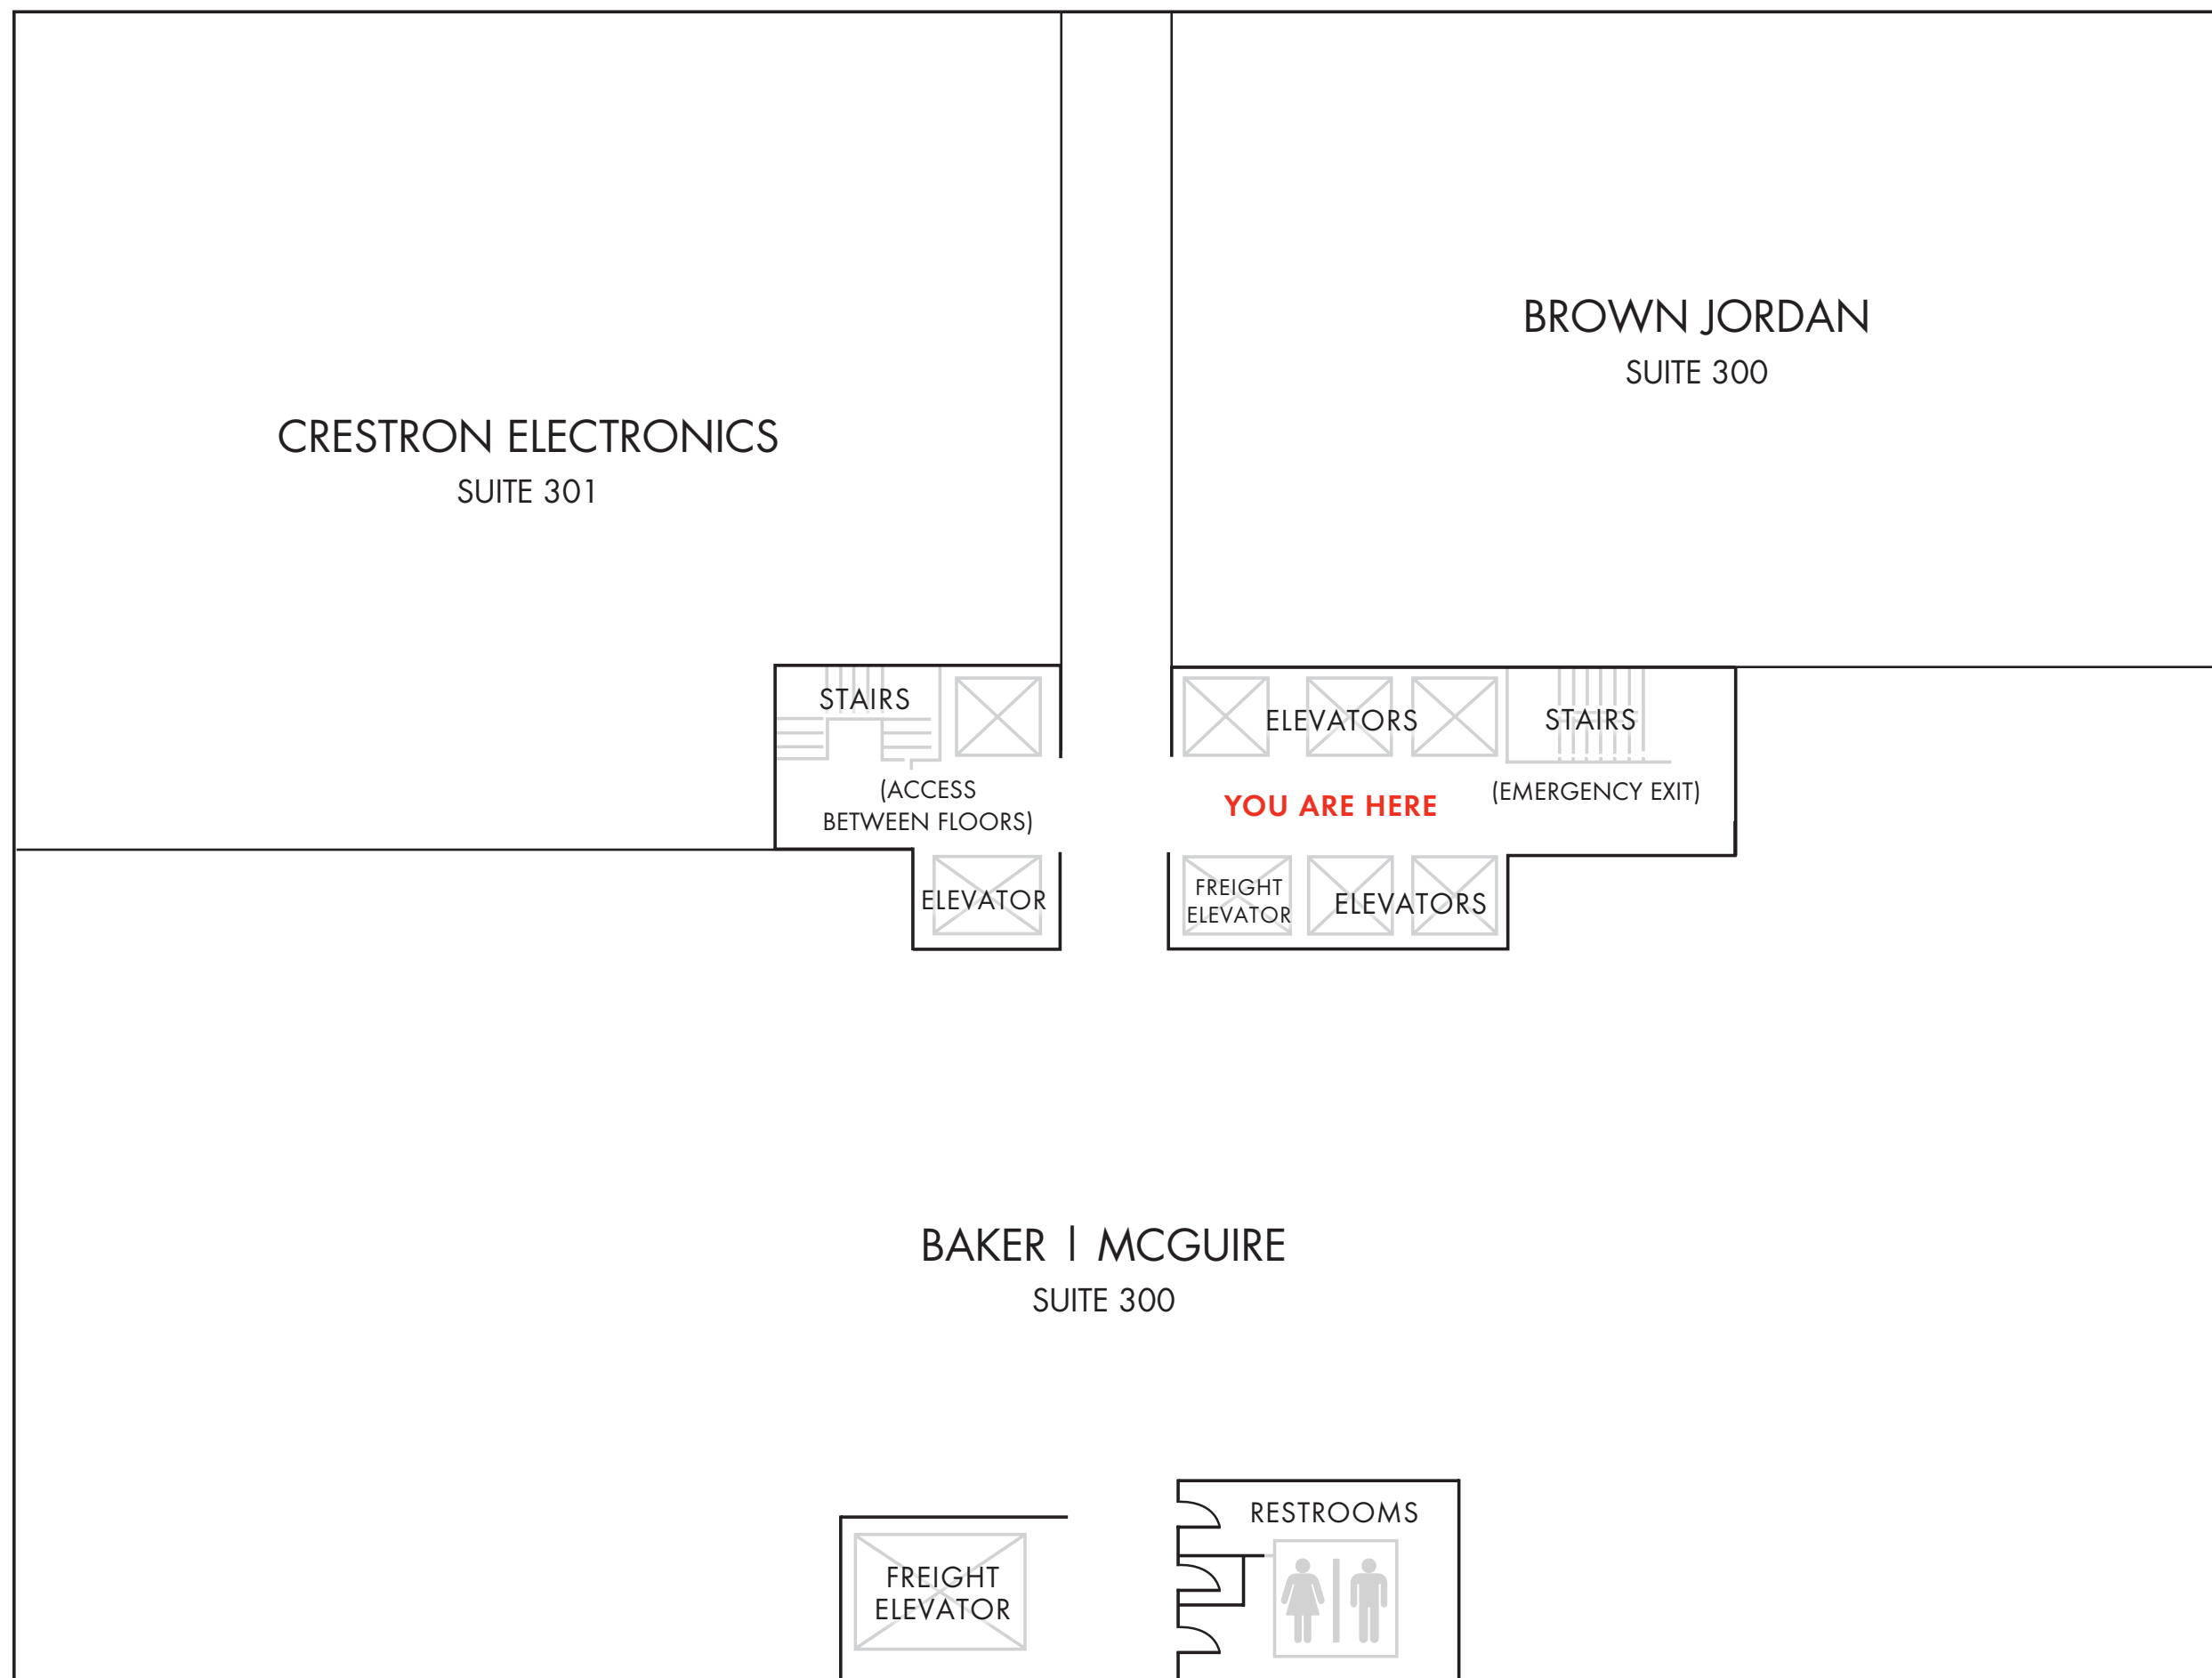 BROWN JORDAN
SUITE 300
CRESTRON ELECTRONICS
SUITE 301
STAIRS
ELEVATORS
STAIRS
(ACCESS
BETWEEN FLOORS)
YOU ARE HERE
(EMERGENCY EXIT)
ELEVATOR
FREIGHT
ELEVATOR
ELEVATORS
BAKER | MCGUIRE
SUITE 300
RESTROOMS
FREIGHT
ELEVATOR